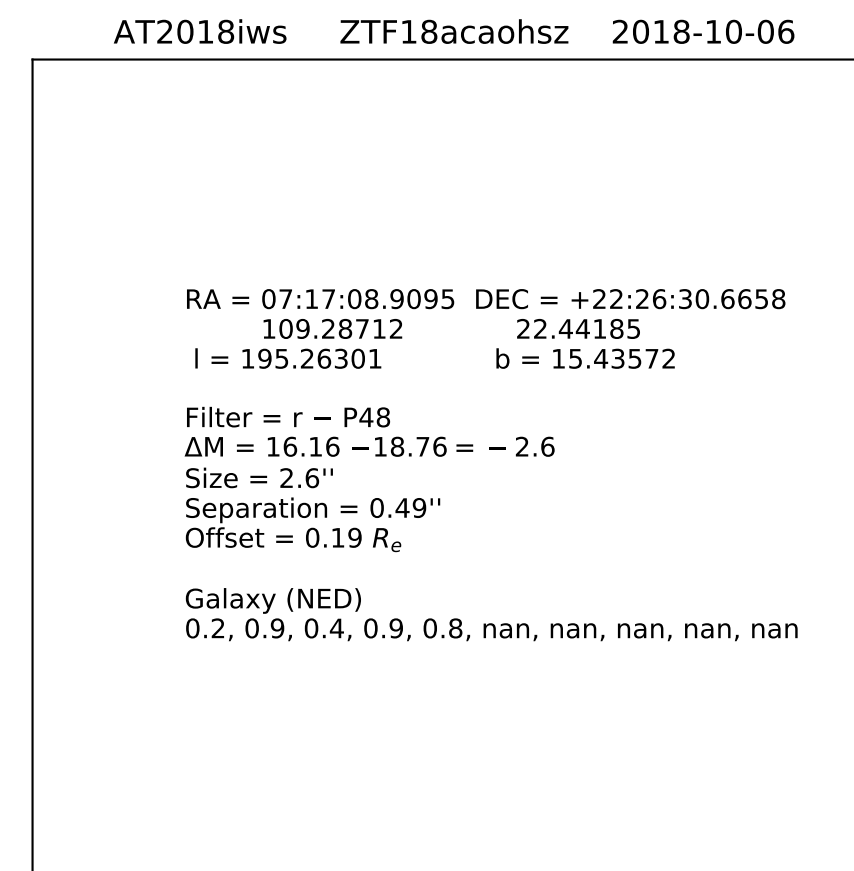 AT2018iws ZTF18acaohsz 2018-10-06
RA = 07:17:08.9095 DEC = +22:26:30.6658
109.28712 22.44185
l = 195.26301 b = 15.43572
Filter = r − P48
ΔM = 16.16 −18.76 = − 2.6
Size = 2.6''
Separation = 0.49''
Offset = 0.19 Re
Galaxy (NED)
0.2, 0.9, 0.4, 0.9, 0.8, nan, nan, nan, nan, nan